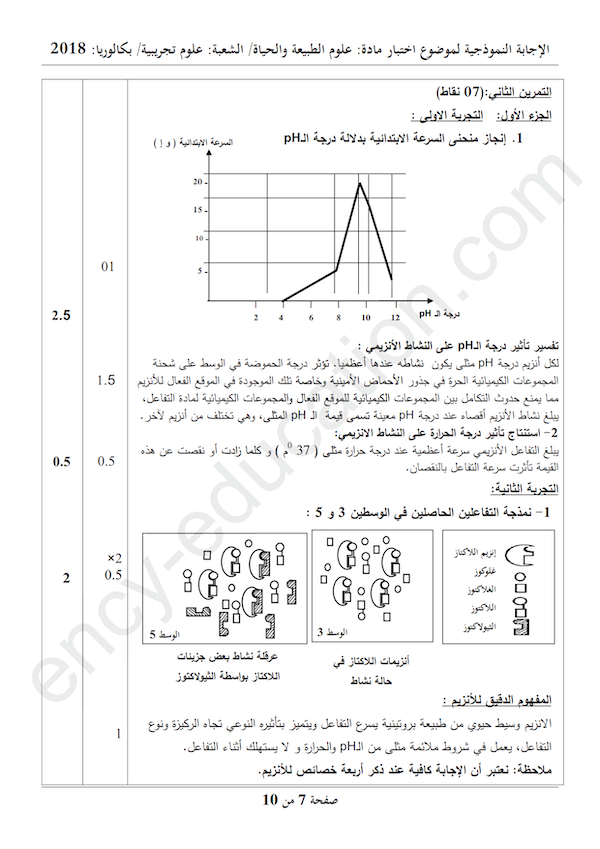 الإجابة النموذجية لموضوع اختبار مادة: علوم الطبيعة والحياة/ الشعبة: علوم تجريبية/ بكالوريا: 2018
التمرين الثاني:(07 نقاط)
الجزء الأول: التجربة الاولى :
1. إنجاز منحنى السرعة الابتدائية بدلالة درجة الـpH
السرعة الابتدائية ( و إ )
20
15
10
5
2 4 6 8 10 12
درجة الـ pH
01
2.5
تفسير تأثير درجة الـpH على النشاط الأنزيمي :
لكل أنزيم درجة pH مثلى يكون نشاطه عندها أعظميا. تؤثر درجة الحموضة في الوسط على شحنة
المجموعات الكيميائية الحرة في جذور الأحماض الأمينية وخاصة تلك الموجودة في الموقع الفعال للأنزيم
1.5
مما يمنع حدوث التكامل بين المجموعات الكيميائية للموقع الفعال والمجموعات الكيميائية لمادة التفاعل،
يبلغ نشاط الأنزيم أقصاه عند درجة pH معينة تسمى قيمة الـ pH المثلى، وهي تختلف من أنزيم لآخر.
2- استنتاج تأثير درجة الحرارة على النشاط الانزيمي:
يبلغ التفاعل الأنزيمي سرعة أعظمية عند درجة حرارة مثلى ( 37 0م ) و كلما زادت أو نقصت عن هذه
0.5 0.5
القيمة تأثرت سرعة التفاعل بالنقصان.
التجربة الثانية:
1- نمذجة التفاعلين الحاصلين في الوسطين 3 و 5 :
إنزيم اللاكتاز
غلوكوز
الغلاكتوز
اللاكتوز
الثيولاكتوز
الوسط 3
الوسط 5
×2
0.5
2
أنزيمات اللاكتاز في
حالة نشاط
عرقلة نشاط بعض جزيئات
اللاكتاز بواسطة الثيولاكتوز
المفهوم الدقيق للأنزيم :
الانزيم وسيط حيوي من طبيعة بروتينية يسرع التفاعل ويتميز بتأثيره النوعي تجاه الركيزة ونوع
1
التفاعل، يعمل في شروط ملائمة مثلى من الـpH والحرارة و لا يستهلك أثناء التفاعل.
ملاحظة: نعتبر أن الإجابة كافية عند ذكر أربعة خصائص للأنزيم.
صفحة 7 من 10
ency-education.com